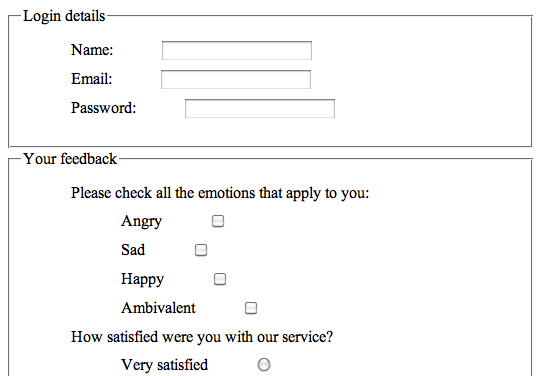 Login details
Name:
Email:
Password:
Your feedback
Please check all the emotions that apply to you:
Angry
Sad
Happy
Ambivalent
How satisfied were you with our service?
Very satisfied